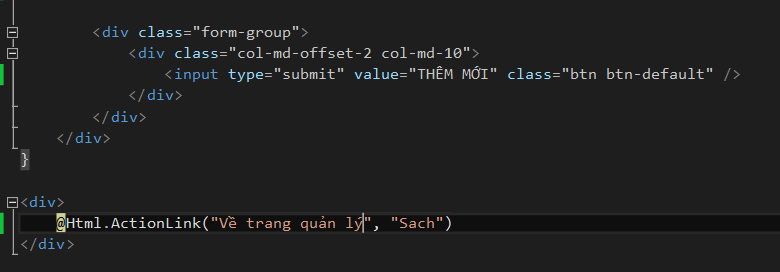 <div class="form-group">
<div class="col-md-offset-2 col-md-10">
<input type="submit" value="THÊM MỚI" class="btn btn-default" />
</div>
</div>
</div>
}
<div>
@Html.ActionLink("Về trang quản lý", "Sach")
</div>